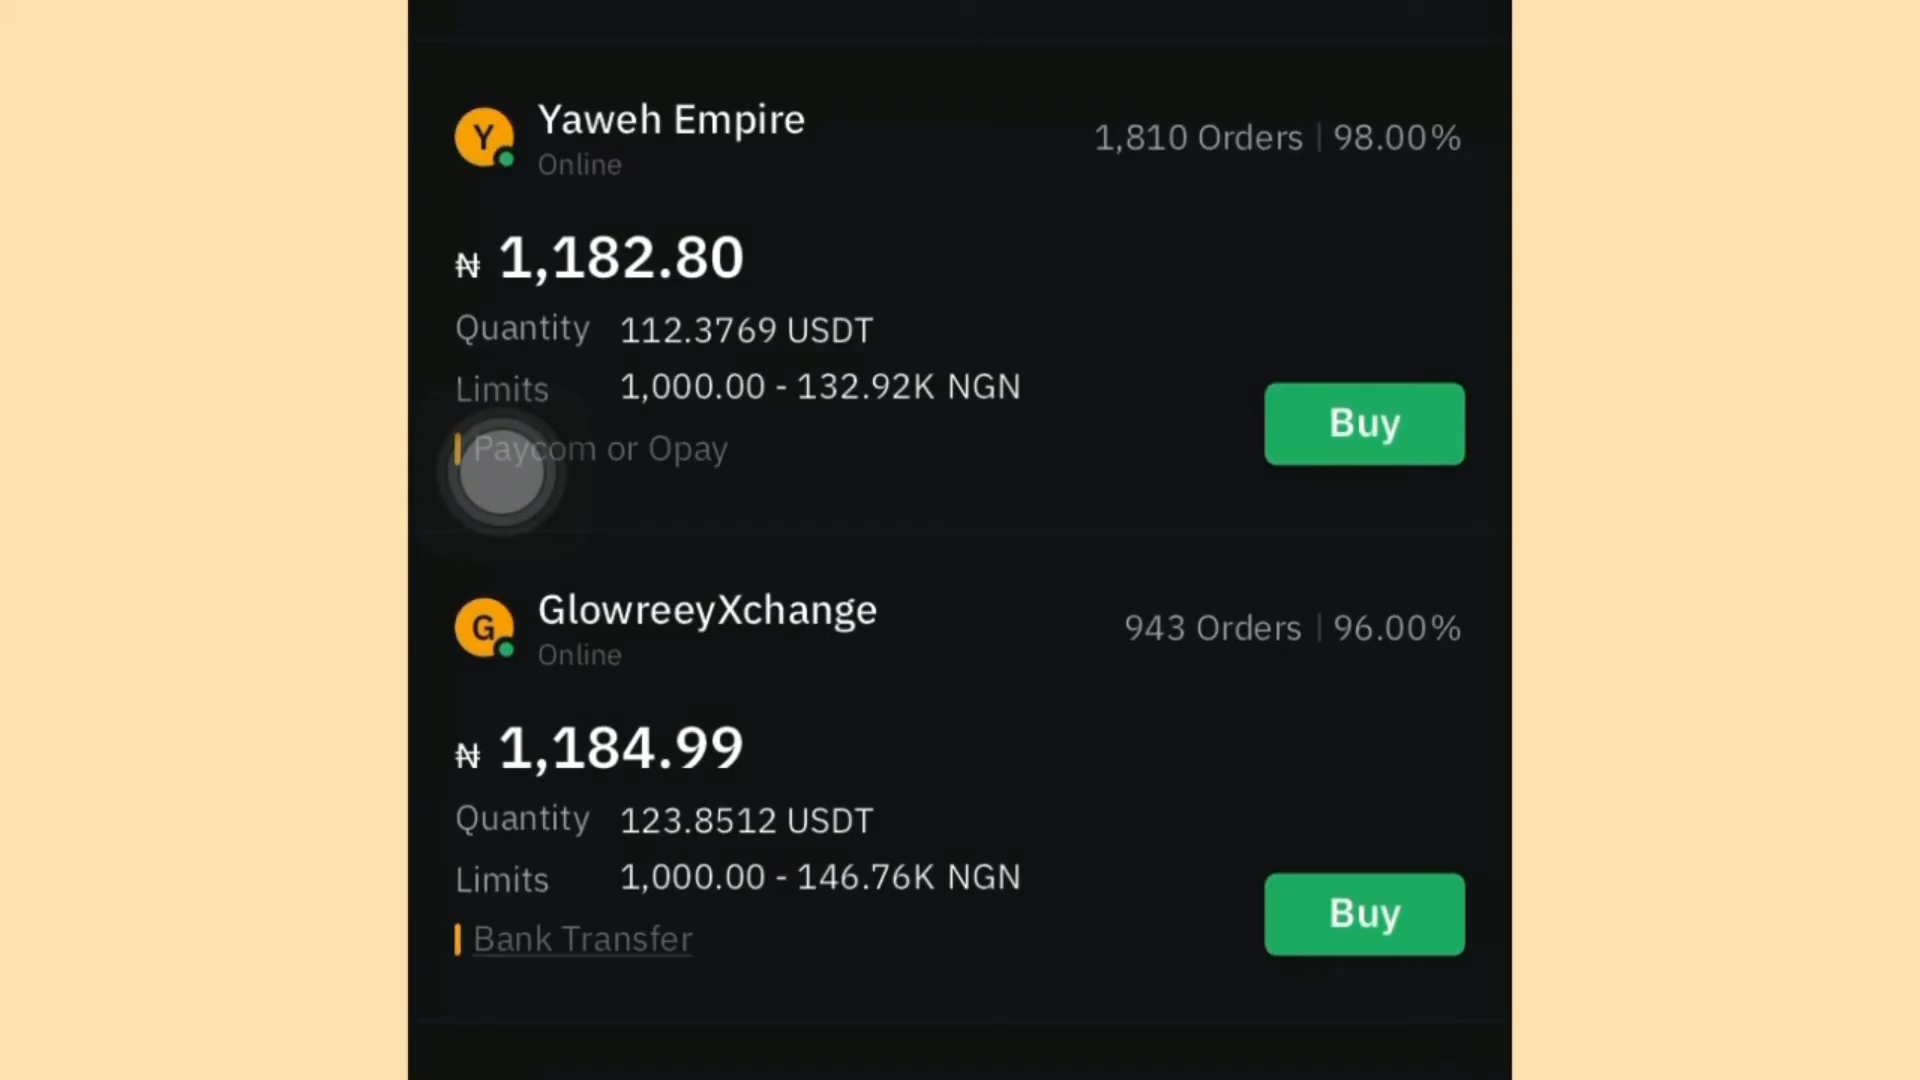 Y
Yaweh Empire
Online
1,810 Orders | 98.00%
₦ 1,182.80
Quantity 112.3769 USDT
Limits 1,000.00 - 132.92K NGN
Paycom or Opay
Buy
G
GlowreeyXchange
Online
943 Orders | 96.00%
₦ 1,184.99
Quantity 123.8512 USDT
Limits 1,000.00 - 146.76K NGN
Bank Transfer
Buy